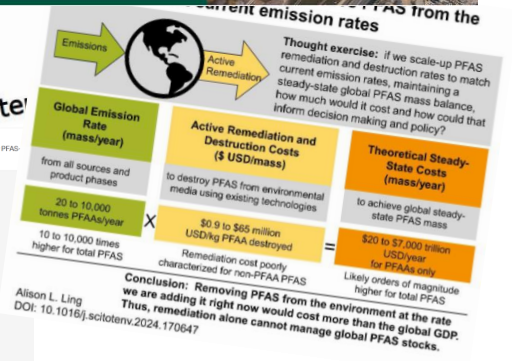 PFAS from the
current emission rates
Emissions
Active
Remediation
Thought exercise: if we scale-up PFAS
remediation and destruction rates to match
current emission rates, maintaining a
steady-state global PFAS mass balance,
how much would it cost and how could that
inform decision making and policy?
Global Emission
Rate
(mass/year)
from all sources and
product phases
20 to 10,000
tonnes PFAAs/year
10 to 10,000 times
higher for total PFAS
X
Active Remediation and
Destruction Costs
($ USD/mass)
to destroy PFAS from environmental
media using existing technologies
$0.9 to $65 million
USD/kg PFAA destroyed
Remediation cost poorly
characterized for non-PFAA PFAS
=
Theoretical Steady-
State Costs
(mass/year)
to achieve global steady-
state PFAS mass
$20 to $7,000 trillion
USD/year
for PFAAs only
Likely orders of magnitude
higher for total PFAS
Conclusion: Removing PFAS from the environment at the rate
we are adding it right now would cost more than the global GDP.
Thus, remediation alone cannot manage global PFAS stocks.
Alison L. Ling
DOI: 10.1016/j.scitotenv.2024.170647
PFAS